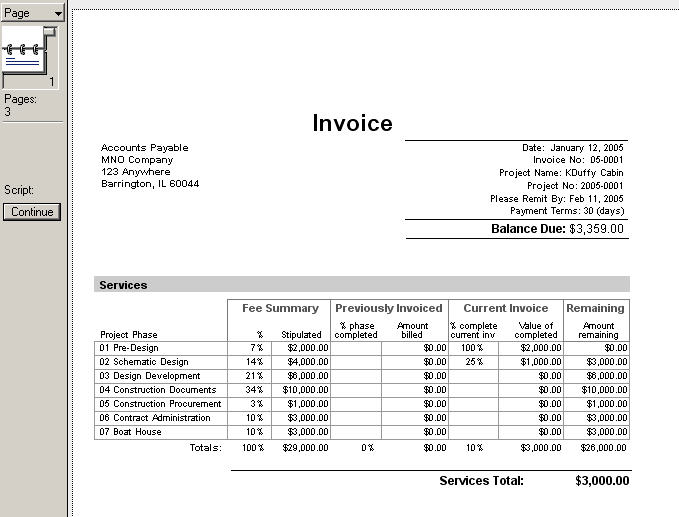 Page
1
Pages:
3
Script:
Continue
Invoice
Accounts Payable
MNO Company
123 Anywhere
Barrington, IL 60044
Date: January 12, 2005
Invoice No: 05-0001
Project Name: KDuffy Cabin
Project No: 2005-0001
Please Remit By: Feb 11, 2005
Payment Terms: 30 (days)
Balance Due: $3,359.00
Services
Fee Summary Previously Invoiced Current Invoice Remaining
% phase Amount % complete Value of Amount
Project Phase % Stipulated completed billed current inv completed remaining
01 Pre-Design 7% $2,000.00 $0.00 100% $2,000.00 $0.00
02 Schematic Design 14% $4,000.00 $0.00 25% $1,000.00 $3,000.00
03 Design Development 21% $6,000.00 $0.00 $0.00 $6,000.00
04 Construction Documents 34% $10,000.00 $0.00 $0.00 $10,000.00
05 Construction Procurement 3% $1,000.00 $0.00 $0.00 $1,000.00
06 Contract Administration 10% $3,000.00 $0.00 $0.00 $3,000.00
07 Boat House 10% $3,000.00 $0.00 $0.00 $3,000.00
Totals: 100% $29,000.00 0% $0.00 10% $3,000.00 $26,000.00
Services Total: $3,000.00